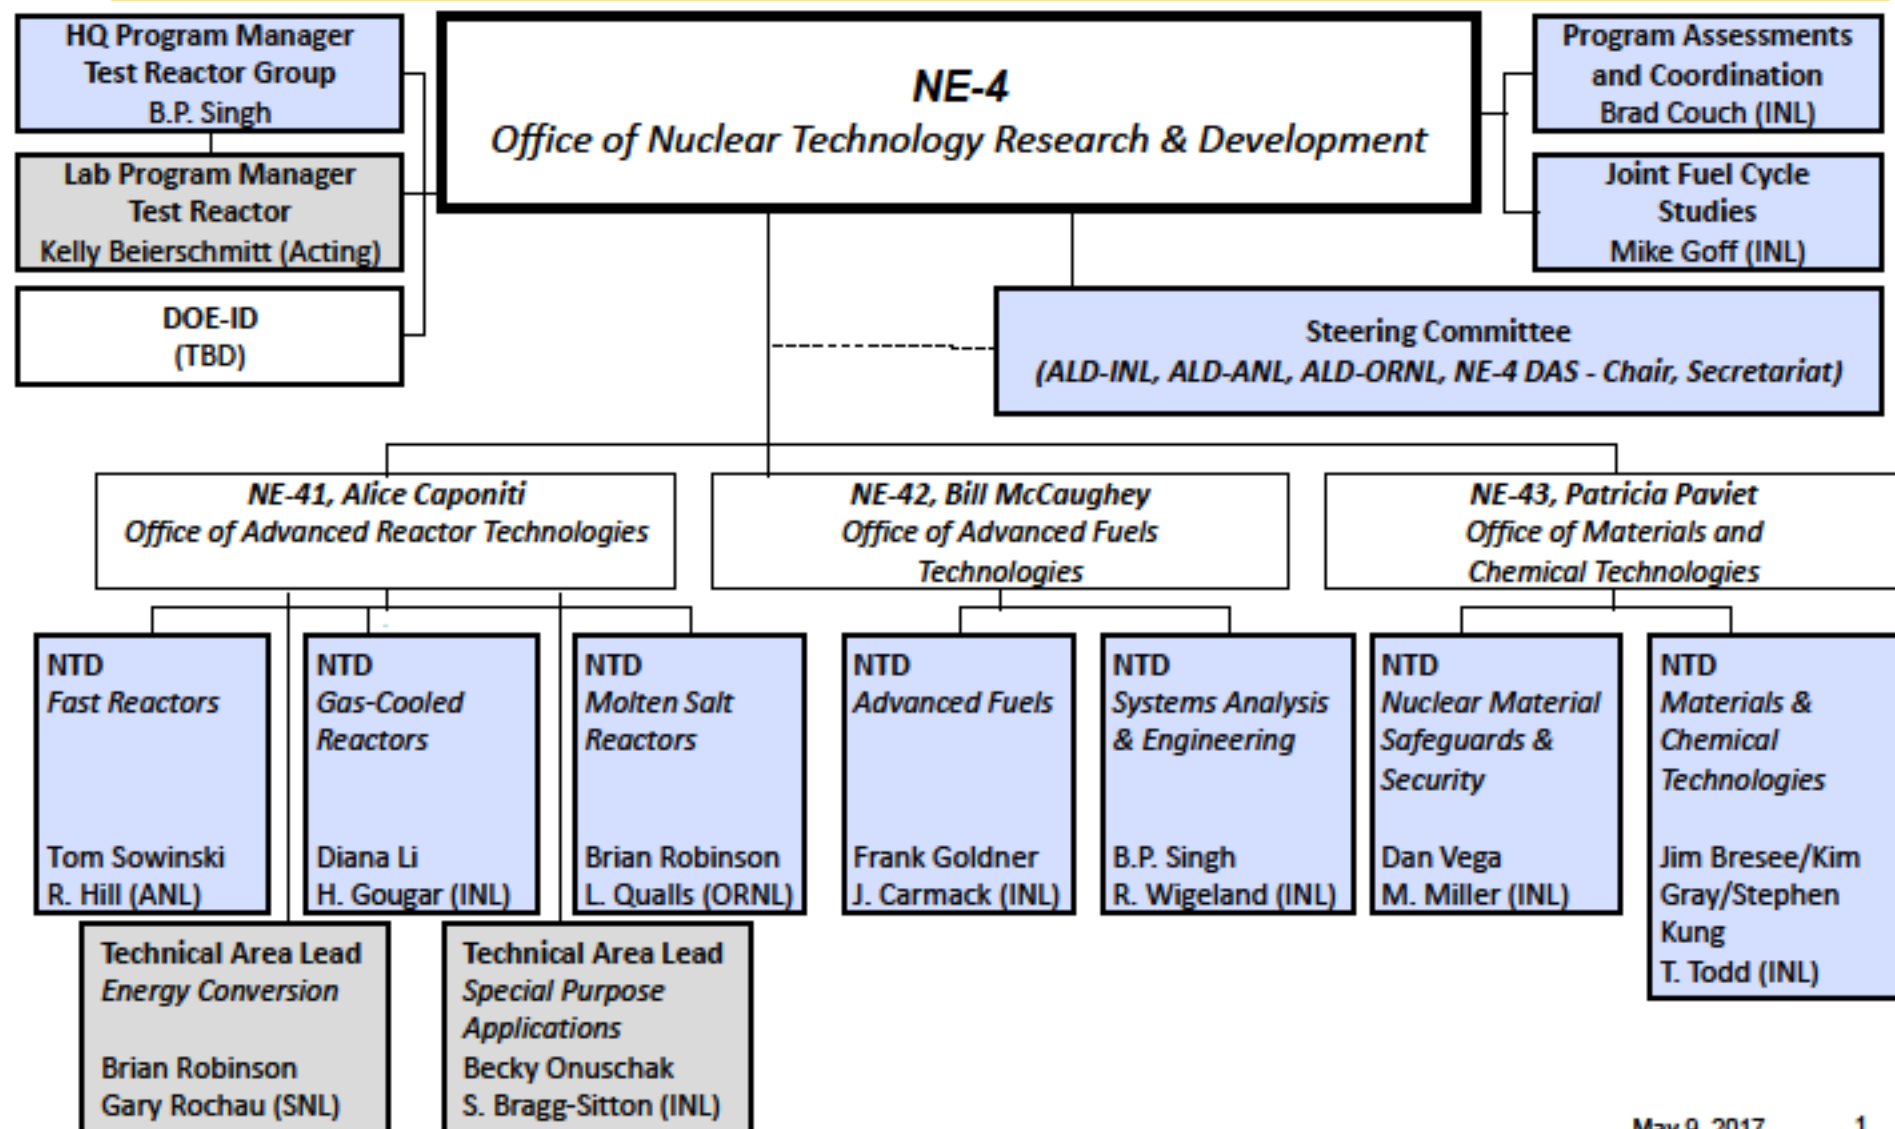 HQ Program Manager
Test Reactor Group
B.P. Singh
Lab Program Manager
Test Reactor
Kelly Beierschmitt (Acting)
DOE-ID
(TBD)
NE-4
Office of Nuclear Technology Research & Development
Program Assessments
and Coordination
Brad Couch (INL)
Joint Fuel Cycle
Studies
Mike Goff (INL)
Steering Committee
(ALD-INL, ALD-ANL, ALD-ORNL, NE-4 DAS - Chair, Secretariat)
NE-41, Alice Caponiti
Office of Advanced Reactor Technologies
NE-42, Bill McCaughey
Office of Advanced Fuels
Technologies
NE-43, Patricia Paviet
Office of Materials and
Chemical Technologies
NTD
Fast Reactors
Tom Sowinski
R. Hill (ANL)
NTD
Gas-Cooled
Reactors
Diana Li
H. Gougar (INL)
NTD
Molten Salt
Reactors
Brian Robinson
L. Qualls (ORNL)
NTD
Advanced Fuels
Frank Goldner
J. Carmack (INL)
NTD
Systems Analysis
& Engineering
B.P. Singh
R. Wigeland (INL)
NTD
Nuclear Material
Safeguards &
Security
Dan Vega
M. Miller (INL)
NTD
Materials &
Chemical
Technologies
Jim Bresee/Kim
Gray/Stephen
Kung
T. Todd (INL)
Technical Area Lead
Energy Conversion
Brian Robinson
Gary Rochau (SNL)
Technical Area Lead
Special Purpose
Applications
Becky Onuschak
S. Bragg-Sitton (INL)
May 9, 2017
1